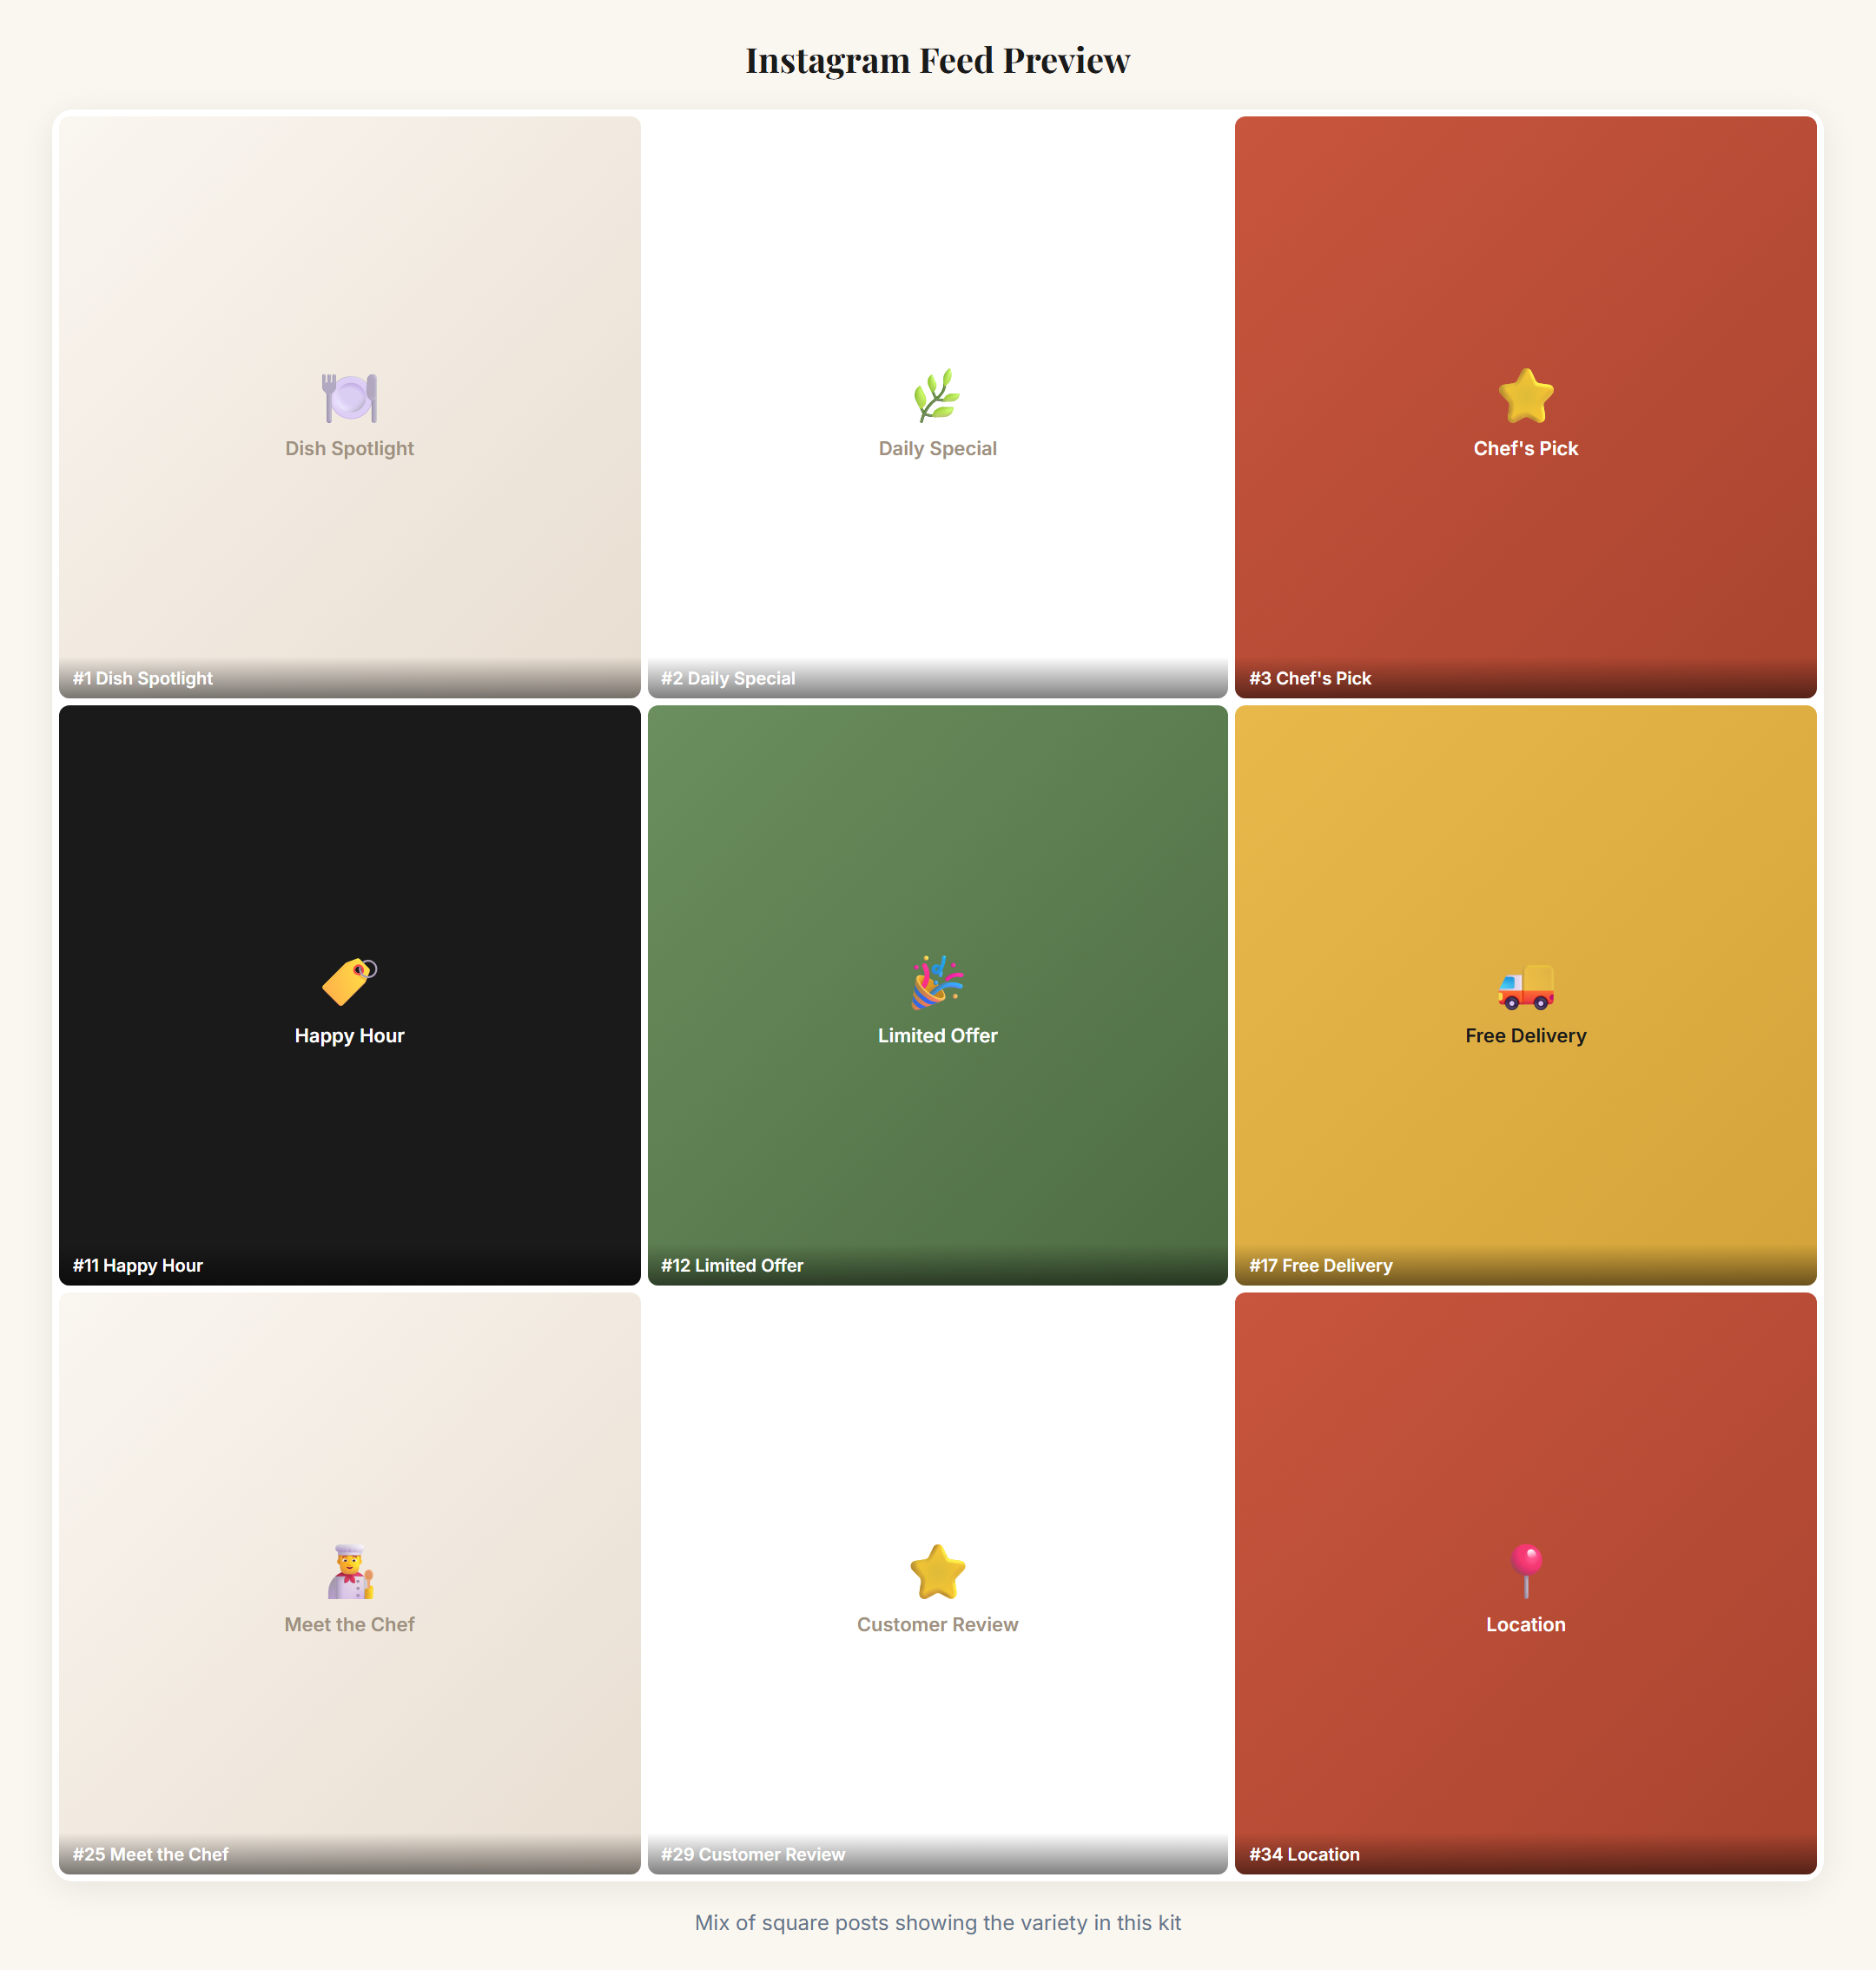 Instagram Feed Preview
Dish Spotlight
#1 Dish Spotlight
Daily Special
#2 Daily Special
Chef's Pick
#3 Chef's Pick
Happy Hour
#11 Happy Hour
Limited Offer
#12 Limited Offer
Free Delivery
#17 Free Delivery
Meet the Chef
#25 Meet the Chef
Customer Review
#29 Customer Review
Location
#34 Location
Mix of square posts showing the variety in this kit